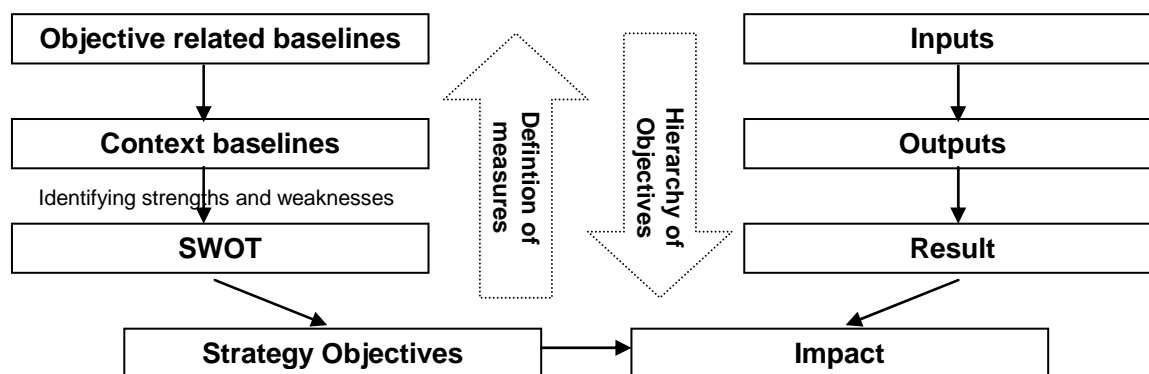 Objective related baselines
Context baselines
Identifying strengths and weaknesses
SWOT
Strategy Objectives
Defintion of
measures
Hierarchy of
Objectives
Inputs
Outputs
Result
Impact